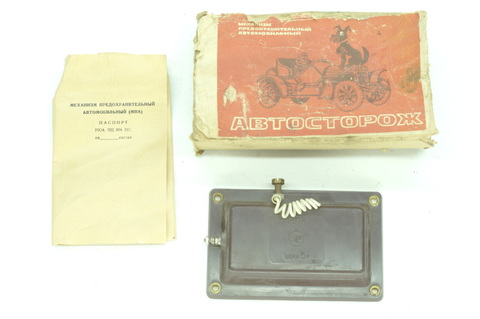 МЕХАНИЗМ ПРЕДОХРАНИТЕЛЬНЫЙ
АВТОМОБИЛЬНЫЙ (МПА)
ПАСПОРТ
МЕХАНИЗМ
ПРЕДОХРАНИТЕЛЬНЫЙ
АВТОМОБИЛЬНЫЙ
АВТОСТОРОЖ